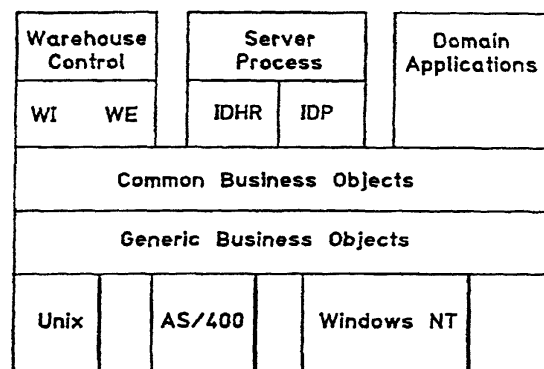 Warehouse
Control
Server
Process
Domain
Applications
WI WE
IDHR
IDP
Common Business Objects
Generic Business Objects
Unix
AS/400
Windows NT